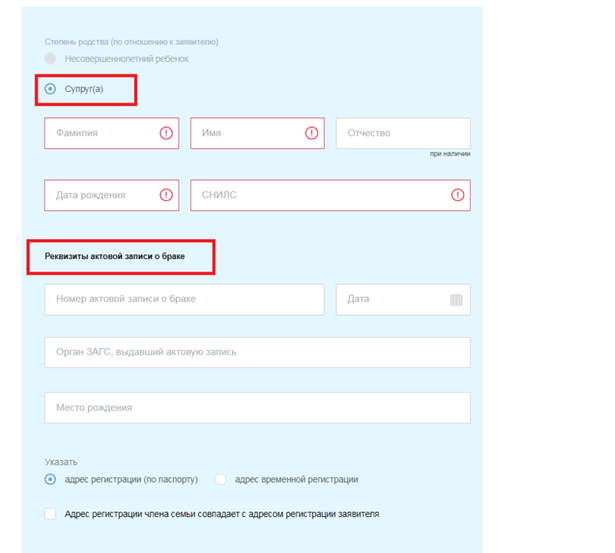 Степень родства (по отношению к заявителю)
Несовершеннолетний ребенок
Супруг(а)
Фамилия Имя Отчество
при наличии
Дата рождения СНИЛС
Реквизиты актовой записи о браке
Номер актовой записи о браке Дата
Орган ЗАГС, выдавший актовую запись
Место рождения
Указать
адрес регистрации (по паспорту) адрес временной регистрации
Адрес регистрации члена семьи совпадает с адресом регистрации заявителя